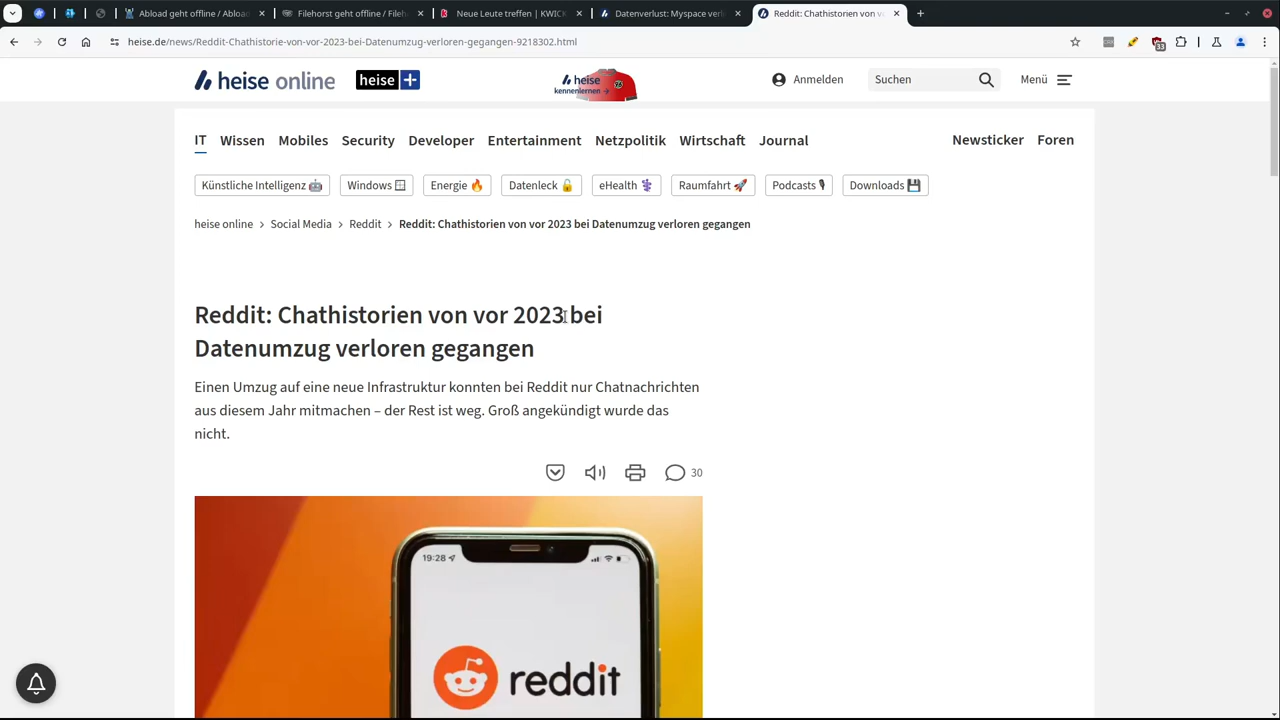 Abload geht offline / Abload
Filehorst geht offline / Fileh
Neue Leute treffen | KWICK
Datenverlust: Myspace verl
Reddit: Chathistorien von v
heise.de/news/Reddit-Chathistorie-von-vor-2023-bei-Datenumzug-verloren-gegangen-9218302.html
33
heise online heise+
heise
kennenlernen →
Anmelden
Suchen
Menü
IT Wissen Mobiles Security Developer Entertainment Netzpolitik Wirtschaft Journal Newsticker Foren
Künstliche Intelligenz 🤖 Windows 🪟 Energie 🔥 Datenleck 🔓 eHealth ⚕️ Raumfahrt 🚀 Podcasts 🎙 Downloads 💾
heise online > Social Media > Reddit > Reddit: Chathistorien von vor 2023 bei Datenumzug verloren gegangen
Reddit: Chathistorien von vor 2023 bei
Datenumzug verloren gegangen
Einen Umzug auf eine neue Infrastruktur konnten bei Reddit nur Chatnachrichten
aus diesem Jahr mitmachen – der Rest ist weg. Groß angekündigt wurde das
nicht.
30
19:28
reddit